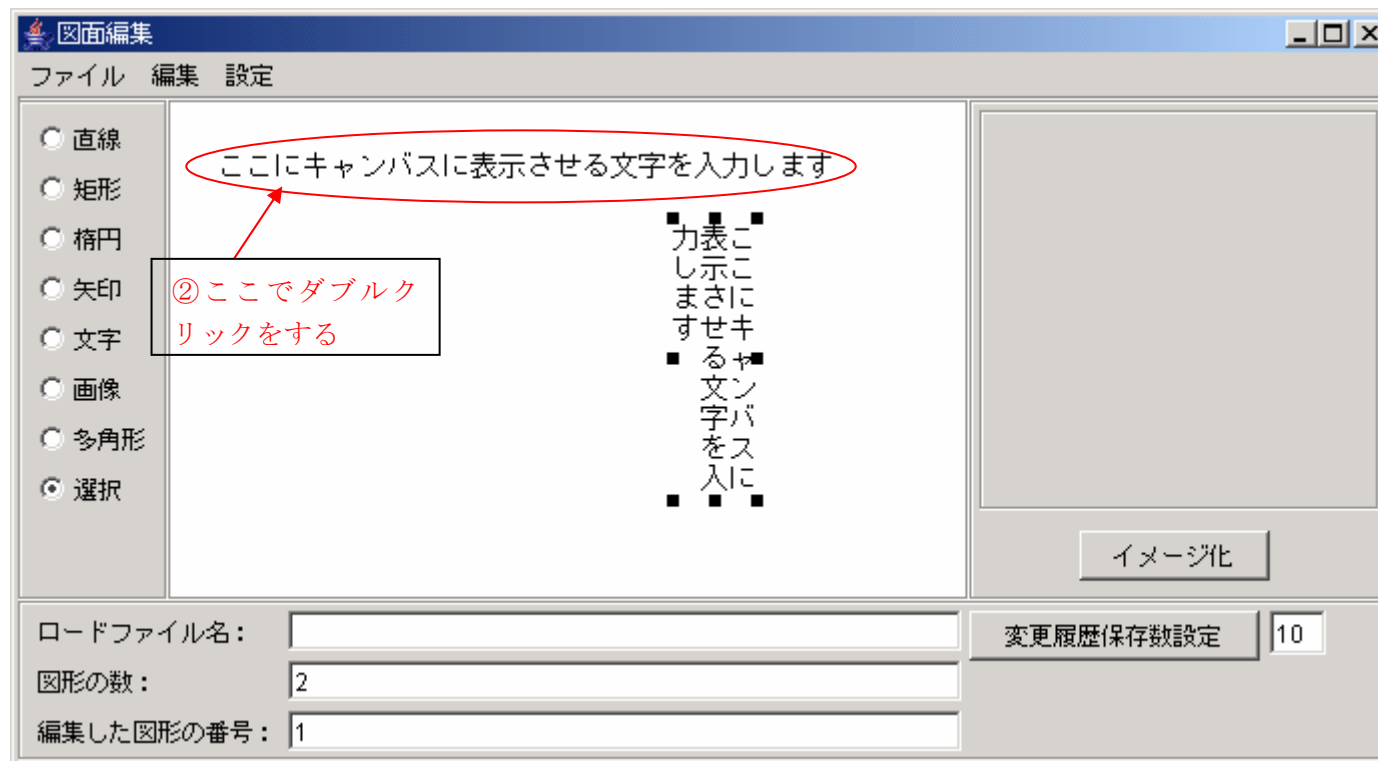 図面編集
ファイル 編集 設定
直線
矩形
楕円
矢印
文字
画像
多角形
選択
ここにキャンバスに表示させる文字を入力します
②ここでダブルク
リックをする
ここにキャンバスに
表示させる文字を入
力します
イメージ化
ロードファイル名：
変更履歴保存数設定 10
図形の数： 2
編集した図形の番号： 1